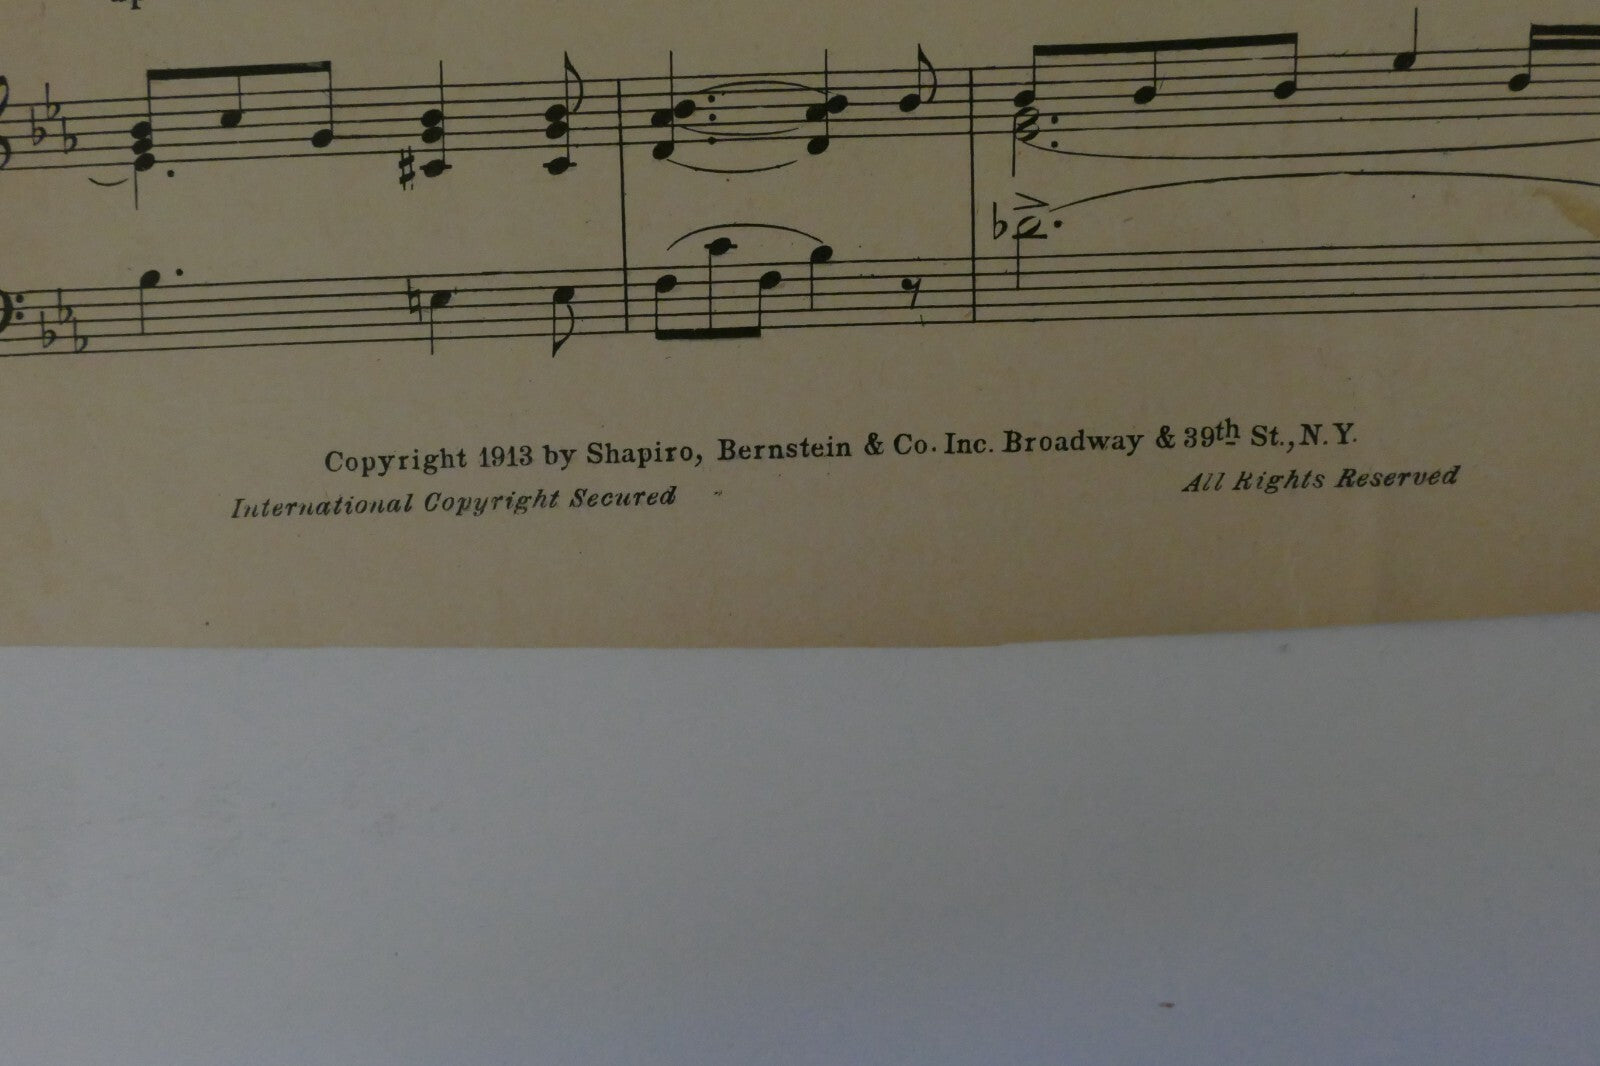 Copyright 1913 by Shapiro, Bernstein & Co. Inc. Broadway & 39th St., N. Y.
International Copyright Secured All Rights Reserved